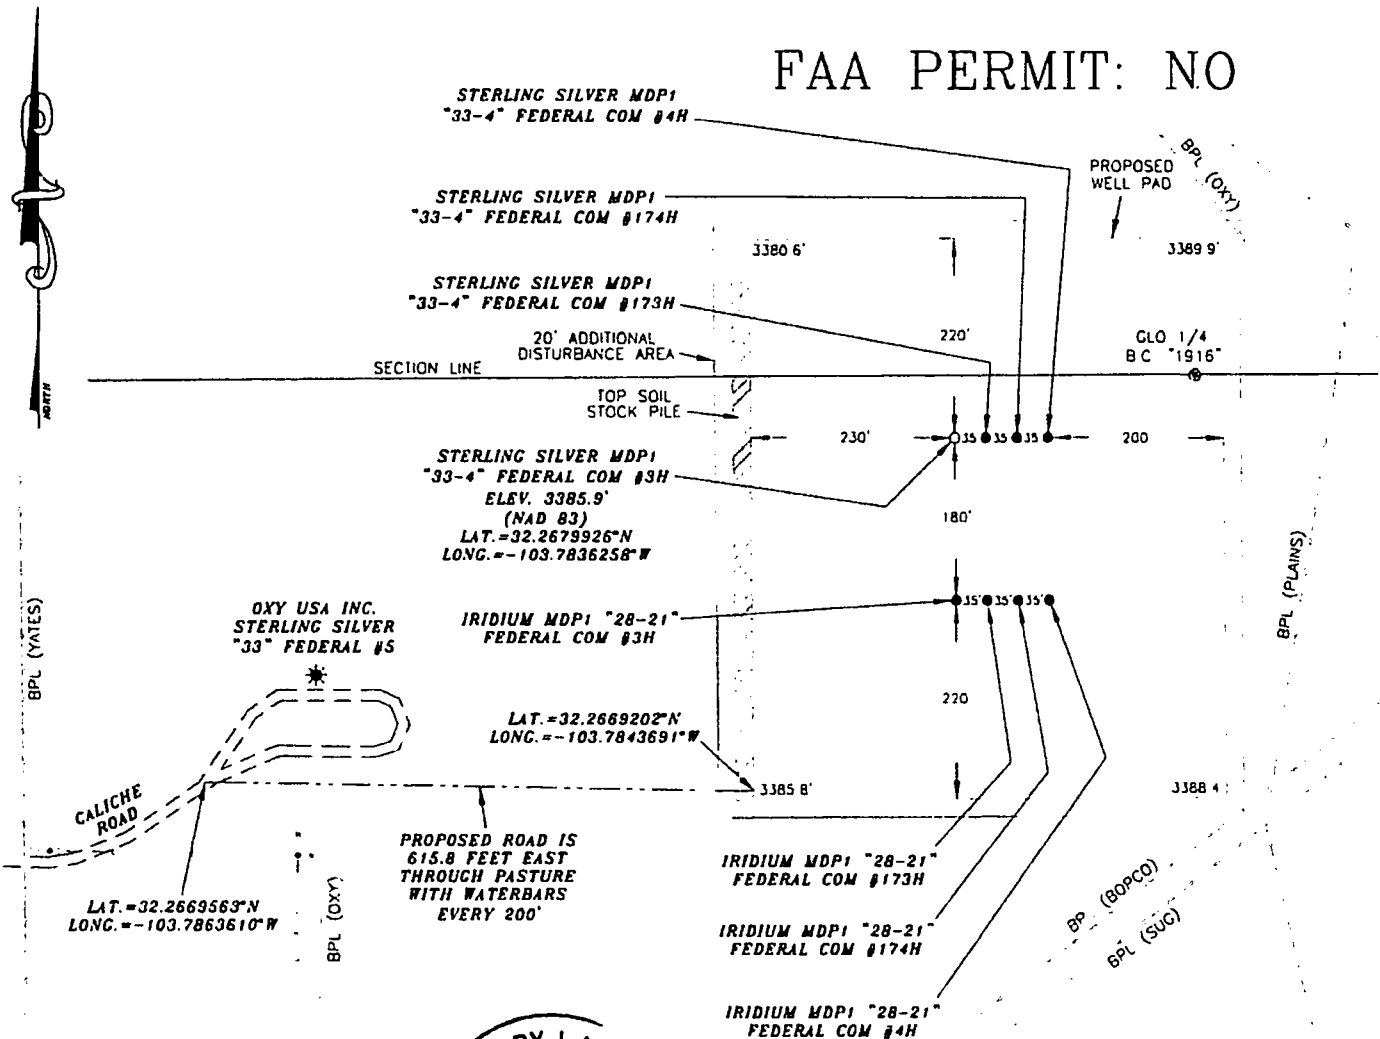 FAA PERMIT: NO
STERLING SILVER MDP1
"33-4" FEDERAL COM #4H
BPL (OXY)
PROPOSED
WELL PAD
STERLING SILVER MDP1
"33-4" FEDERAL COM #174H
3380 6'
3389 9'
STERLING SILVER MDP1
"33-4" FEDERAL COM #173H
220'
GLO 1/4
B C "1916"
20' ADDITIONAL
DISTURBANCE AREA
SECTION LINE
NORTH
TOP SOIL
STOCK PILE
230'
35 35 35
200
STERLING SILVER MDP1
"33-4" FEDERAL COM #3H
ELEV. 3385.9'
(NAD 83)
LAT.=32.2679926°N
LONG.=-103.7836258°W
180'
BPL (YATES)
OXY USA INC.
STERLING SILVER
"33" FEDERAL #5
IRIDIUM MDP1 "28-21"
FEDERAL COM #3H
35' 35' 35'
BPL (PLAINS)
220
LAT.=32.2669202°N
LONG.=-103.7843691°W
3385 8'
3388 4
CALICHE
ROAD
PROPOSED ROAD IS
615.8 FEET EAST
THROUGH PASTURE
WITH WATERBARS
EVERY 200'
IRIDIUM MDP1 "28-21"
FEDERAL COM #173H
LAT.=32.2669563°N
LONG.=-103.7863610°W
BPL (OXY)
IRIDIUM MDP1 "28-21"
FEDERAL COM #174H
BP (BOPCO)
BPL (SUG)
IRIDIUM MDP1 "28-21"
FEDERAL COM #4H